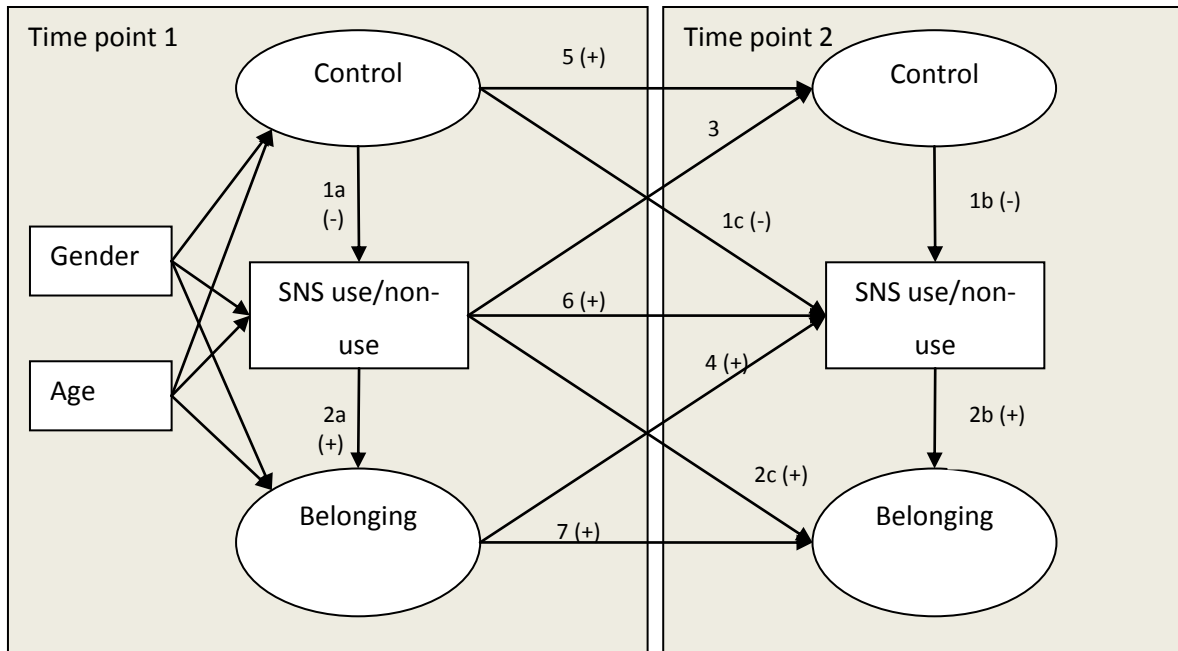 Time point 1
Time point 2
Control
5 (+)
Control
3
1a
(-)
1c (-)
1b (-)
Gender
SNS use/non-
use
6 (+)
SNS use/non-
use
Age
4 (+)
2a
(+)
2b (+)
2c (+)
Belonging
7 (+)
Belonging